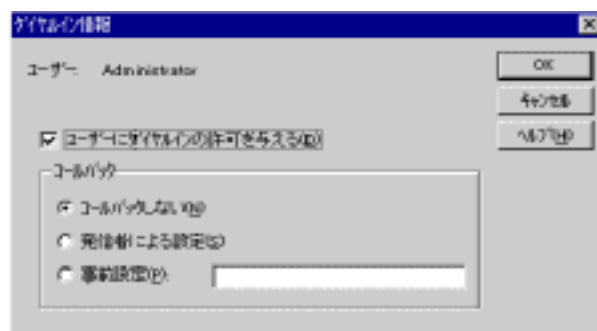 ダイヤルイン情報
ユーザー: Administrator
OK
キャンセル
ヘルプ(H)
ユーザーにダイヤルインの許可を与える(D)
コールバック
コールバックしない(N)
発信者による設定(S)
事前設定(P):